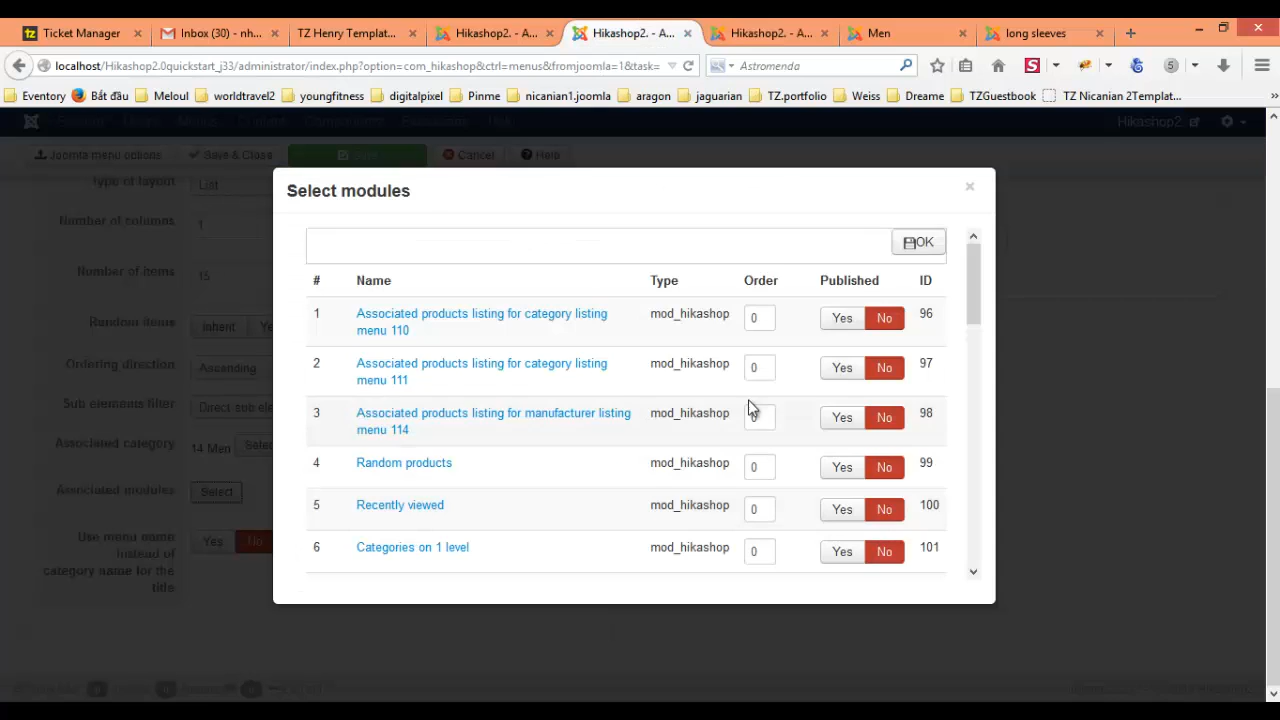 Ticket Manager
Inbox (30) - nh...
TZ Henry Templat...
Hikashop2. - A...
Hikashop2. - A...
Hikashop2. - A...
Men
long sleeves
localhost/Hikashop2.0quickstart_j33/administrator/index.php?option=com_hikashop&ctrl=menus&fromjoomla=1&task=
Astromenda
S
5
Eventory
Bắt đầu
Meloul
worldtravel2
youngfitness
digitalpixel
Pinme
nicanian1.joomla
aragon
jaguarian
TZ.portfolio
Weiss
Dreame
TZGuestbook
TZ Nicanian 2Templat...
System Users Menus Content Components Extensions Help
Hikashop2.
Joomla menu options
Save & Close
Save
Cancel
Help
Type of layout
List
Number of columns
1
Number of items
15
Random items
Inherit
Ordering direction
Ascending
Sub elements filter
Direct sub ele
Associated category
14 Men
Associated modules
Select
Use menu name
instead of
category name for the
title
Yes
No
Select modules
×
OK
# Name Type Order Published ID
1 Associated products listing for category listing mod_hikashop 0 Yes No 96
menu 110
2 Associated products listing for category listing mod_hikashop 0 Yes No 97
menu 111
3 Associated products listing for manufacturer listing mod_hikashop 0 Yes No 98
menu 114
4 Random products mod_hikashop 0 Yes No 99
5 Recently viewed mod_hikashop 0 Yes No 100
6 Categories on 1 level mod_hikashop 0 Yes No 101